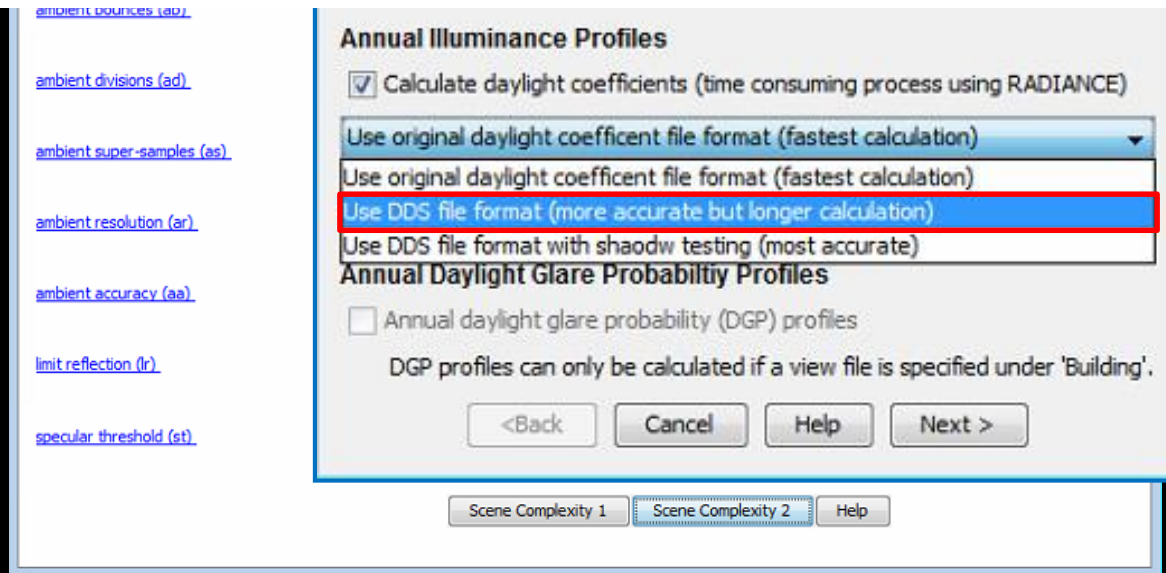 ambient bounces (ab)
ambient divisions (ad)
ambient super-samples (as)
ambient resolution (ar)
ambient accuracy (aa)
limit reflection (lr)
specular threshold (st)
Annual Illuminance Profiles
Calculate daylight coefficients (time consuming process using RADIANCE)
Use original daylight coefficent file format (fastest calculation)
Use original daylight coefficent file format (fastest calculation)
Use DDS file format (more accurate but longer calculation)
Use DDS file format with shaodw testing (most accurate)
Annual Daylight Glare Probabiltiy Profiles
Annual daylight glare probability (DGP) profiles
DGP profiles can only be calculated if a view file is specified under 'Building'.
<Back Cancel Help Next >
Scene Complexity 1 Scene Complexity 2 Help